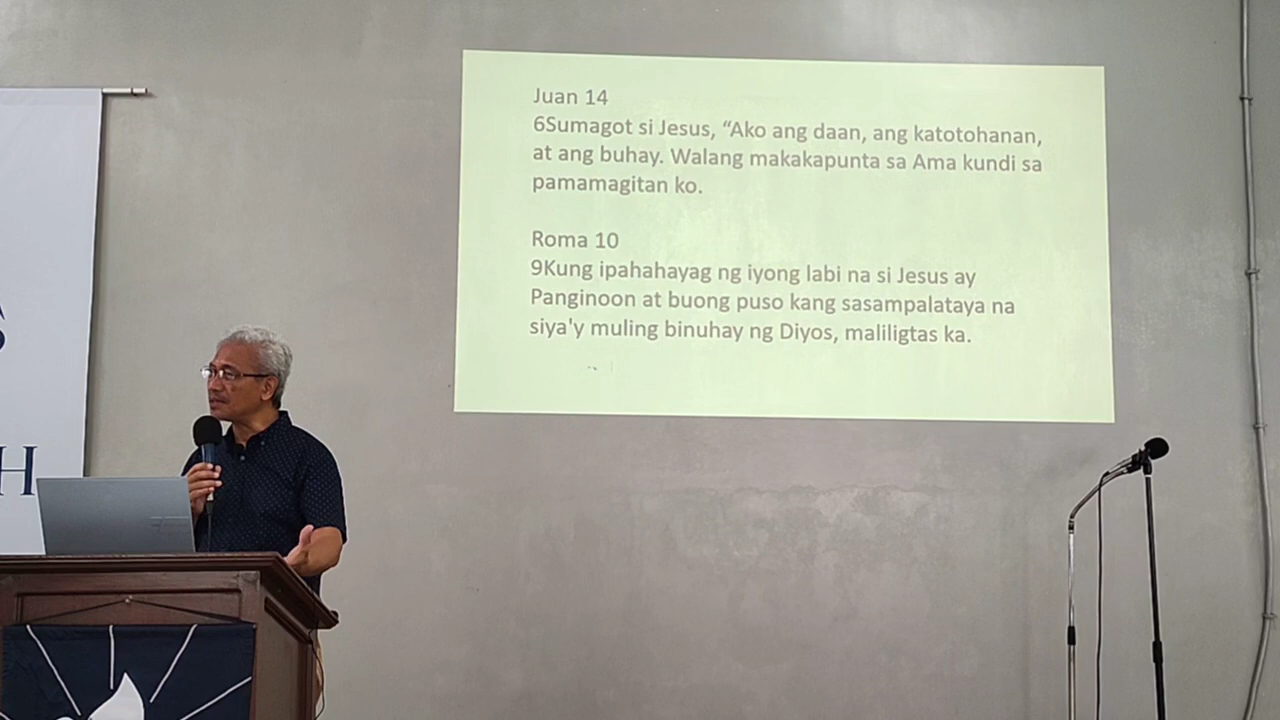 Juan 14
6Sumagot si Jesus, “Ako ang daan, ang katotohanan,
at ang buhay. Walang makakapunta sa Ama kundi sa
pamamagitan ko.
Roma 10
9Kung ipahahayag ng iyong labi na si Jesus ay
Panginoon at buong puso kang sasampalataya na
siya'y muling binuhay ng Diyos, maliligtas ka.
H